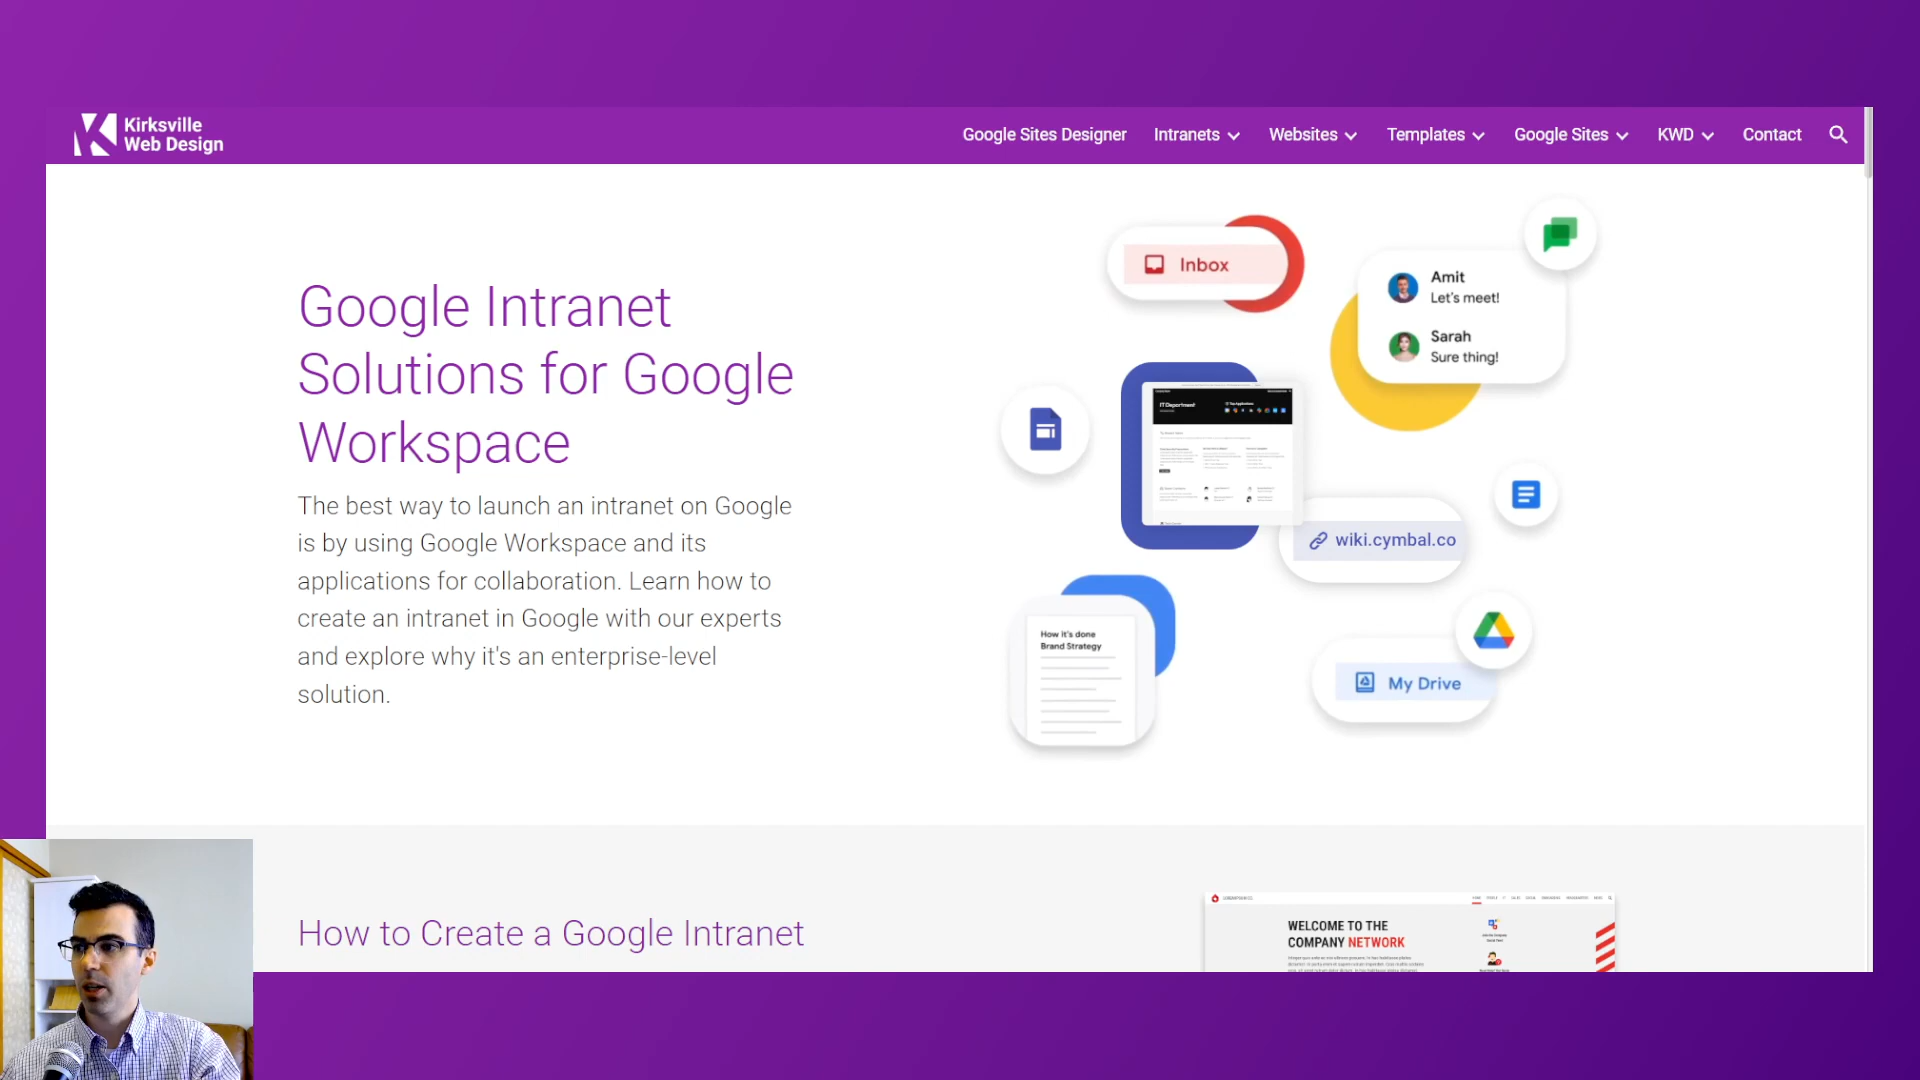 Kirksville
Web Design
Google Sites Designer
Intranets
Websites
Templates
Google Sites
KWD
Contact
Google Intranet
Solutions for Google
Workspace
The best way to launch an intranet on Google
is by using Google Workspace and its
applications for collaboration. Learn how to
create an intranet in Google with our experts
and explore why it's an enterprise-level
solution.
Inbox
Amit
Let's meet!
Sarah
Sure thing!
IT Department
wiki.cymbal.co
How it's done
Brand Strategy
My Drive
How to Create a Google Intranet
WELCOME TO THE
COMPANY NETWORK